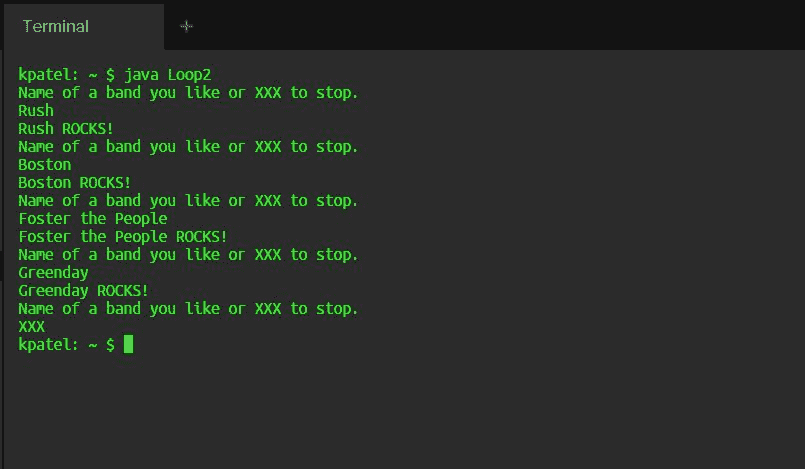 Terminal
kpatel: ~ $ java Loop2
Name of a band you like or XXX to stop.
Rush
Rush ROCKS!
Name of a band you like or XXX to stop.
Boston
Boston ROCKS!
Name of a band you like or XXX to stop.
Foster the People
Foster the People ROCKS!
Name of a band you like or XXX to stop.
Greenday
Greenday ROCKS!
Name of a band you like or XXX to stop.
XXX
kpatel: ~ $